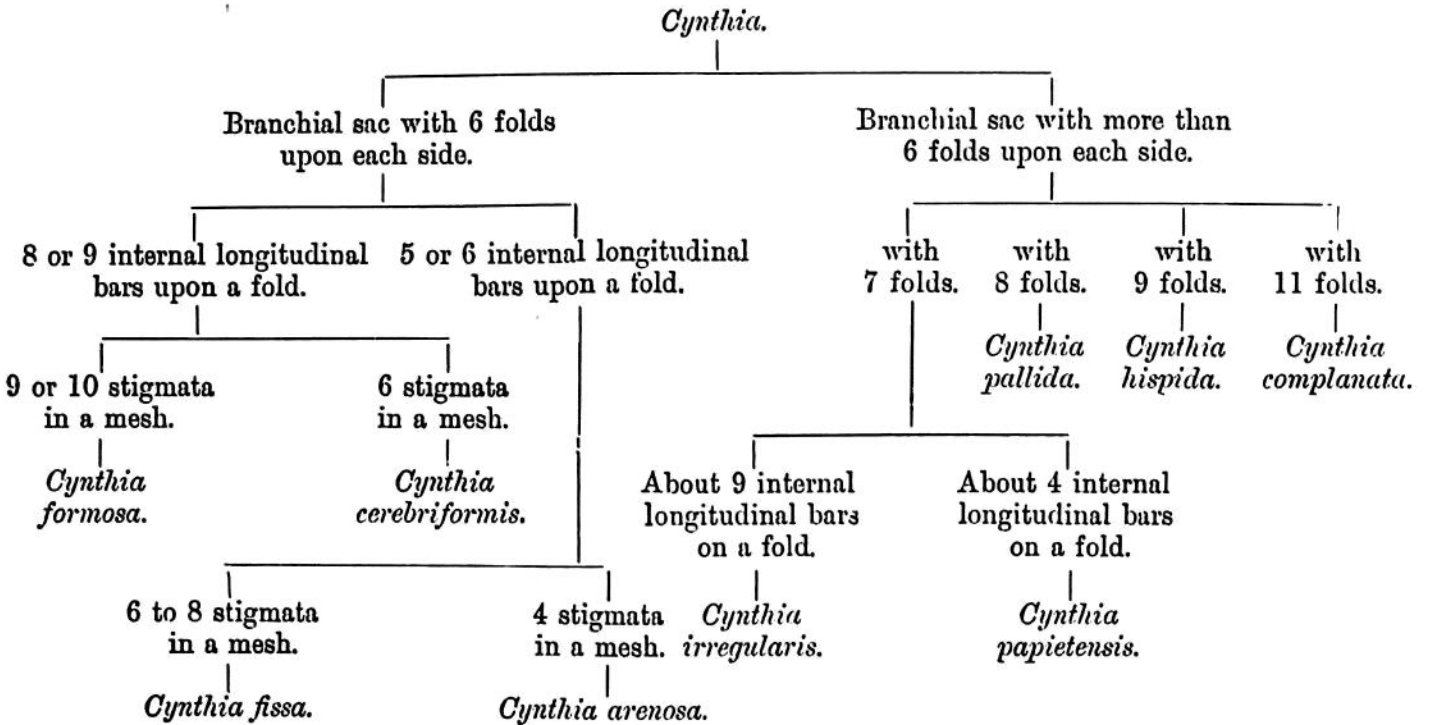 Cynthia.
Branchial sac with 6 folds
upon each side.
Branchial sac with more than
6 folds upon each side.
8 or 9 internal longitudinal
bars upon a fold.
5 or 6 internal longitudinal
bars upon a fold.
with
7 folds.
with
8 folds.
with
9 folds.
with
11 folds.
Cynthia
pallida.
Cynthia
hispida.
Cynthia
complanata.
9 or 10 stigmata
in a mesh.
6 stigmata
in a mesh.
Cynthia
formosa.
Cynthia
cerebriformis.
About 9 internal
longitudinal bars
on a fold.
About 4 internal
longitudinal bars
on a fold.
6 to 8 stigmata
in a mesh.
4 stigmata
in a mesh.
Cynthia
irregularis.
Cynthia
papietensis.
Cynthia fissa.
Cynthia arenosa.